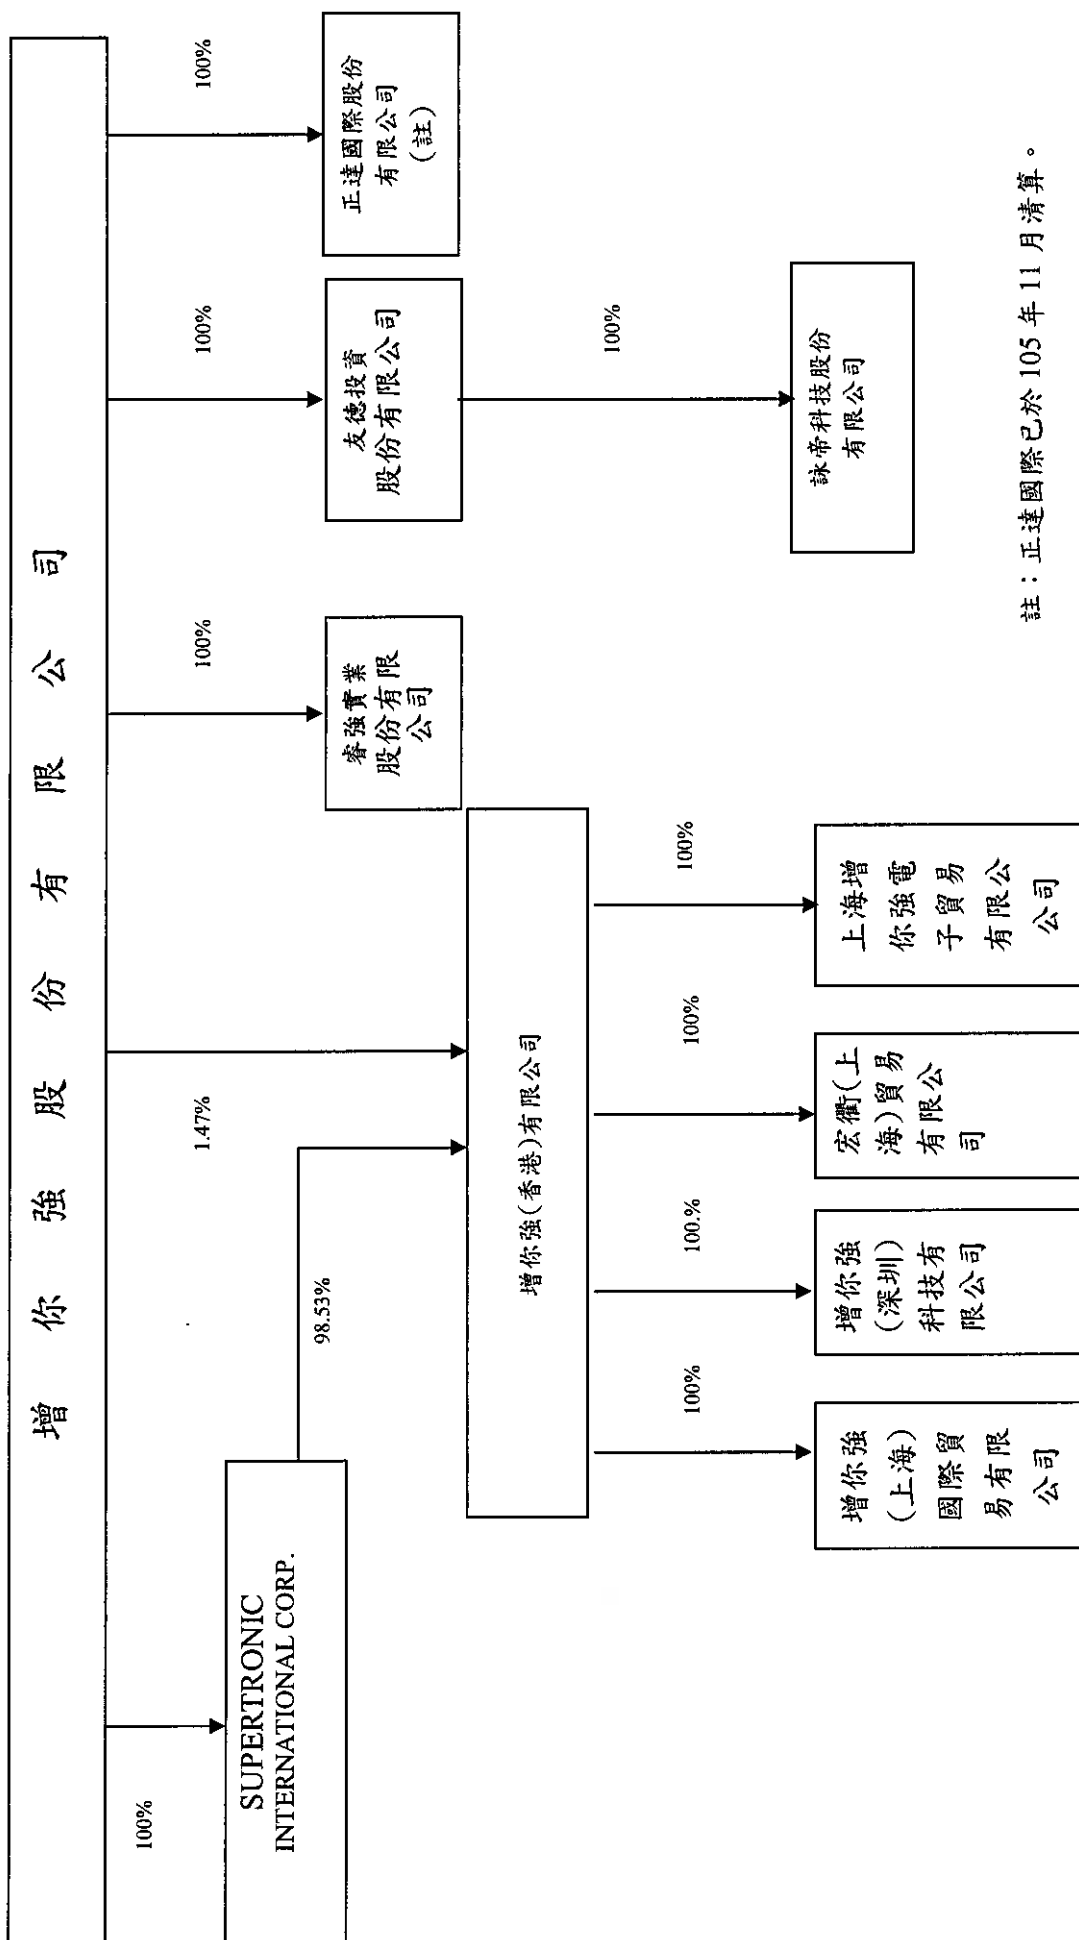 增你強股份有限公司
100%
1.47%
100%
100%
100%
SUPERTRONIC
INTERNATIONAL CORP.
98.53%
睿強實業
股份有限
公司
友德投資
股份有限公司
正達國際股份
有限公司
(註)
增你強(香港)有限公司
100%
100%
100.%
100%
100%
增你強
(上海)
國際貿
易有限
公司
增你強
(深圳)
科技有
限公司
宏衢(上
海)貿易
有限公
司
上海增
你強電
子貿易
有限公
公司
詠帝科技股份
有限公司
註：正達國際已於 105 年 11 月清算。